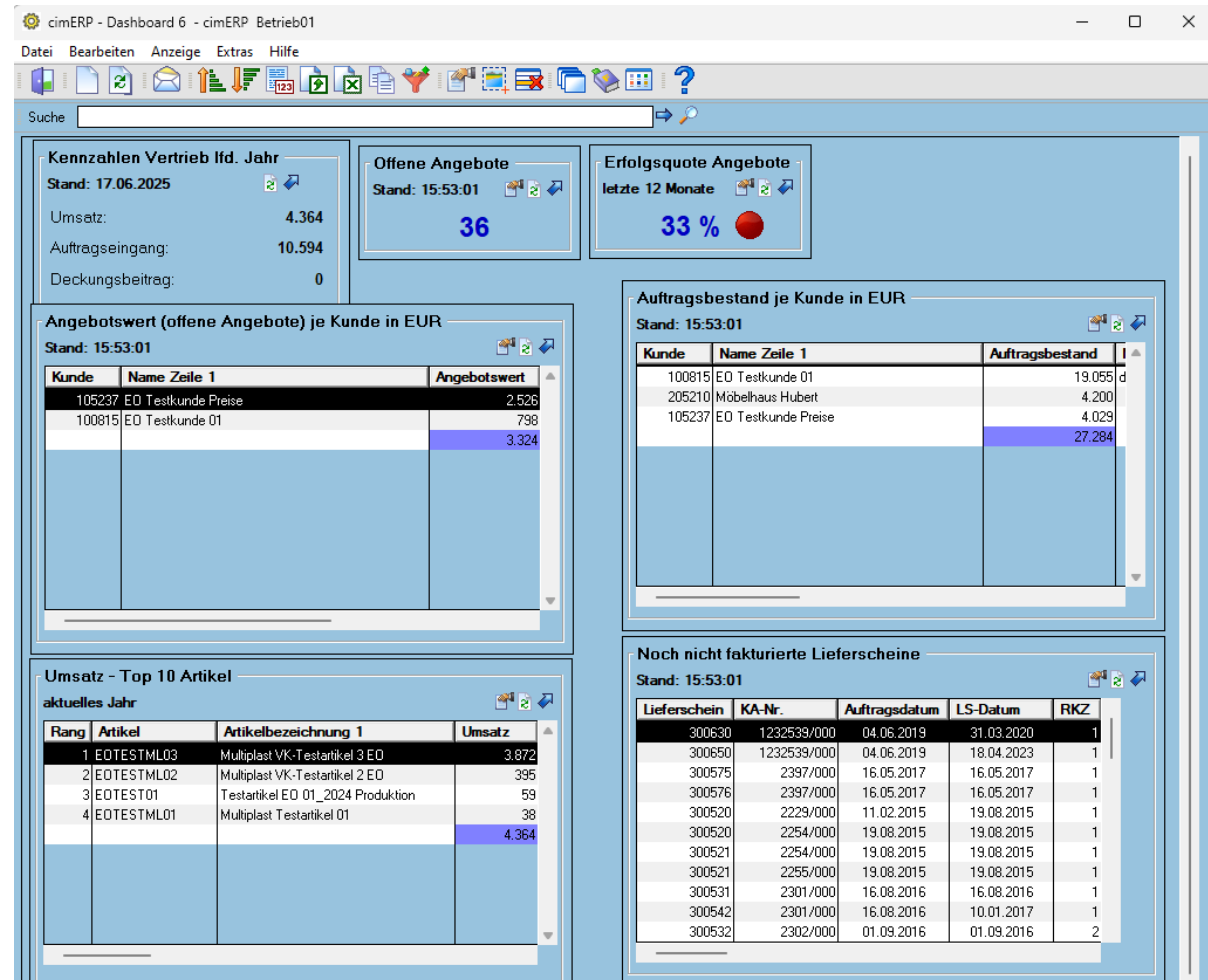 cimERP - Dashboard 6 - cimERP Betrieb01
Datei Bearbeiten Anzeige Extras Hilfe
Suche
Kennzahlen Vertrieb lfd. Jahr
Stand: 17.06.2025
Umsatz: 4.364
Auftragseingang: 10.594
Deckungsbeitrag: 0
Offene Angebote
Stand: 15:53:01
36
Erfolgsquote Angebote
letzte 12 Monate
33 %
Angebotswert (offene Angebote) je Kunde in EUR
Stand: 15:53:01
Kunde Name Zeile 1 Angebotswert
105237 EO Testkunde Preise 2.526
100815 EO Testkunde 01 798
3.324
Auftragsbestand je Kunde in EUR
Stand: 15:53:01
Kunde Name Zeile 1 Auftragsbestand
100815 EO Testkunde 01 19.055 d
205210 Möbelhaus Hubert 4.200
105237 EO Testkunde Preise 4.029
27.284
Umsatz - Top 10 Artikel
aktuelles Jahr
Rang Artikel Artikelbezeichnung 1 Umsatz
1 EOTESTML03 Multiplast VK-Testartikel 3 EO 3.872
2 EOTESTML02 Multiplast VK-Testartikel 2 EO 395
3 EOTEST01 Testartikel EO 01_2024 Produktion 59
4 EOTESTML01 Multiplast Testartikel 01 38
4.364
Noch nicht fakturierte Lieferscheine
Stand: 15:53:01
Lieferschein KA-Nr. Auftragsdatum LS-Datum RKZ
300630 1232539/000 04.06.2019 31.03.2020 1
300650 1232539/000 04.06.2019 18.04.2023 1
300575 2397/000 16.05.2017 16.05.2017 1
300576 2397/000 16.05.2017 16.05.2017 1
300520 2229/000 11.02.2015 19.08.2015 1
300520 2254/000 19.08.2015 19.08.2015 1
300521 2254/000 19.08.2015 19.08.2015 1
300521 2255/000 19.08.2015 19.08.2015 1
300531 2301/000 16.08.2016 16.08.2016 1
300542 2301/000 16.08.2016 10.01.2017 1
300532 2302/000 01.09.2016 01.09.2016 2